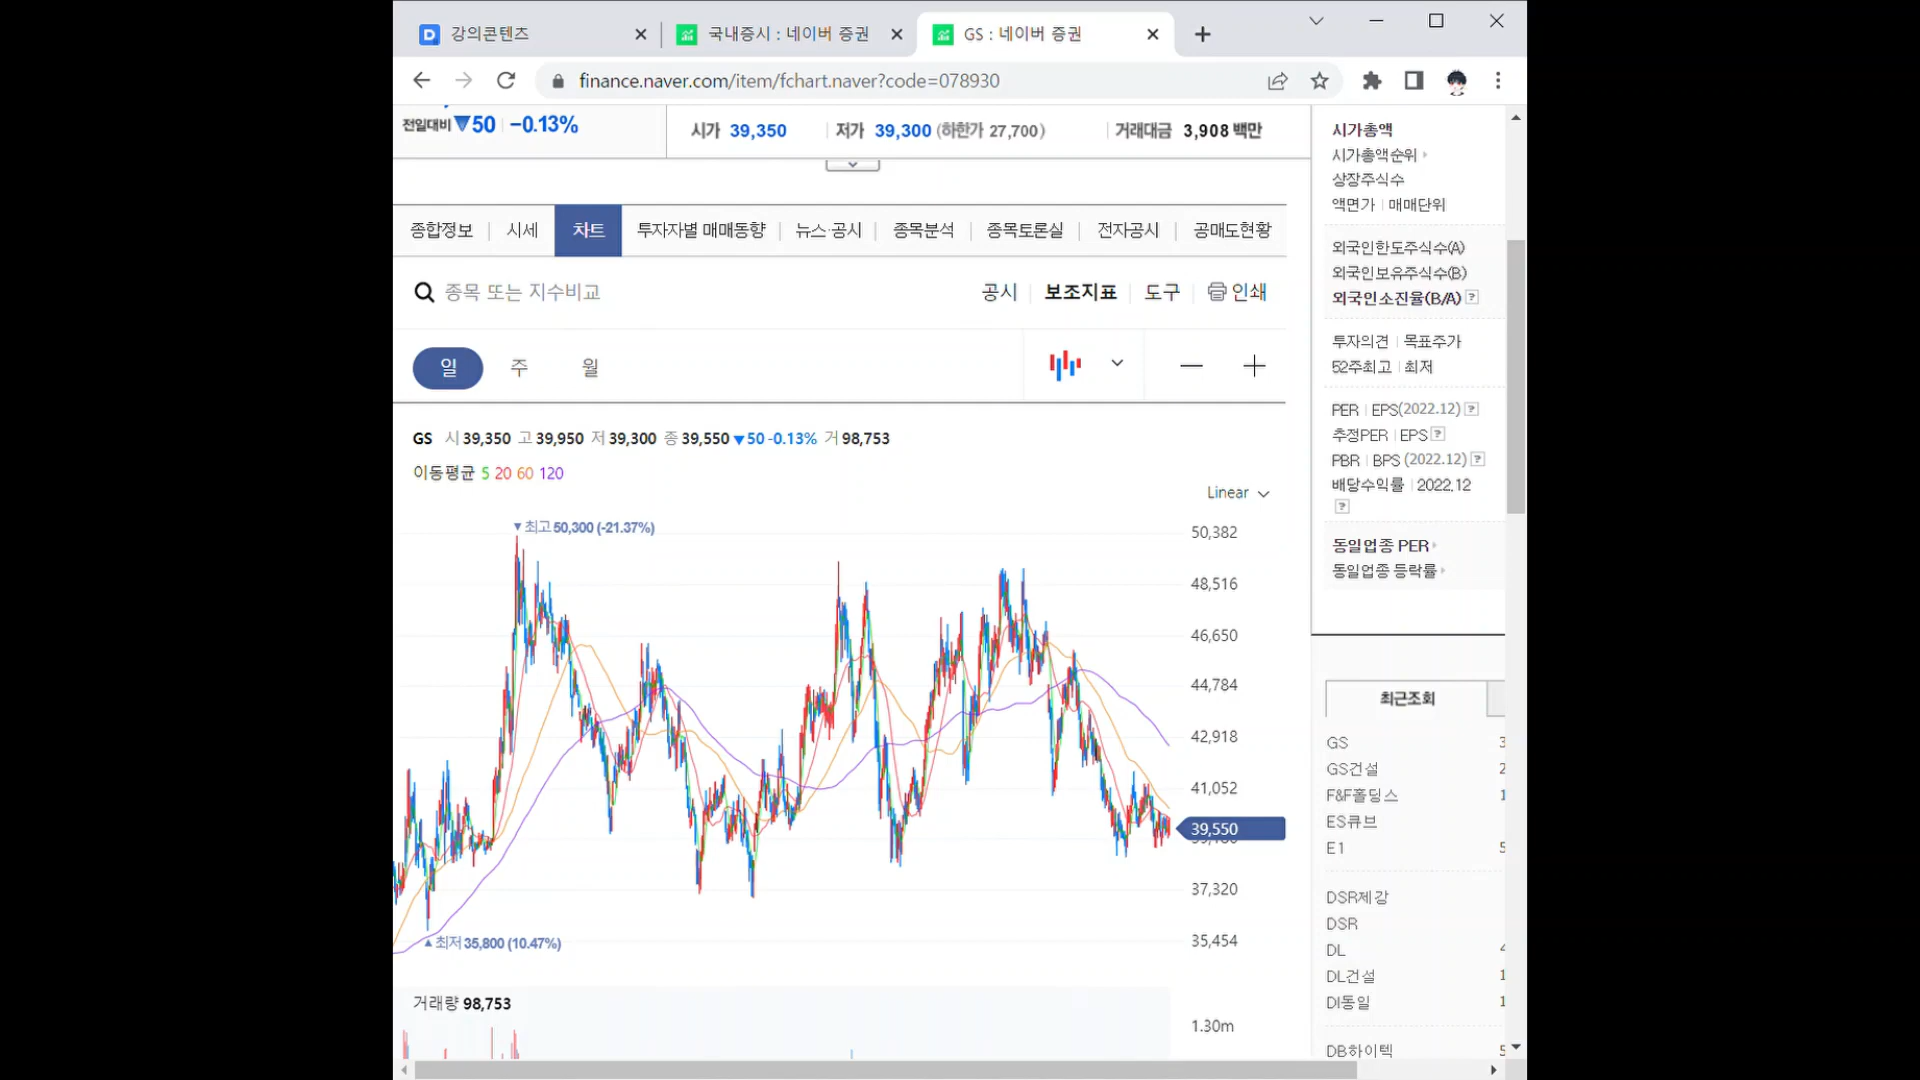 강의콘텐츠
국내증시 : 네이버 증권
GS : 네이버 증권
finance.naver.com/item/fchart.naver?code=078930
전일대비 ▼50 -0.13%
시가 39,350 저가 39,300 (하한가 27,700) 거래대금 3,908 백만
종합정보 시세 차트 투자자별 매매동향 뉴스·공시 종목분석 종목토론실 전자공시 공매도현황
종목 또는 지수비교
공시 보조지표 도구 인쇄
일 주 월
GS 시 39,350 고 39,950 저 39,300 종 39,550 ▼50 -0.13% 거 98,753
이동평균 5 20 60 120
Linear
▼최고 50,300 (-21.37%)
50,382
48,516
46,650
44,784
42,918
41,052
39,550
37,320
35,454
▲최저 35,800 (10.47%)
거래량 98,753
1.30m
시가총액
시가총액순위
상장주식수
액면가 매매단위
외국인한도주식수(A)
외국인보유주식수(B)
외국인소진율(B/A) ?
투자의견 목표주가
52주최고 최저
PER EPS(2022.12) ?
추정PER EPS ?
PBR BPS (2022.12) ?
배당수익률 2022.12
?
동일업종 PER
동일업종 등락률
최근조회
GS 3
GS건설 2
F&F홀딩스 1
ES큐브
E1 5
DSR제강
DSR
DL 4
DL건설 1
DI동일 1
DB하이텍 5